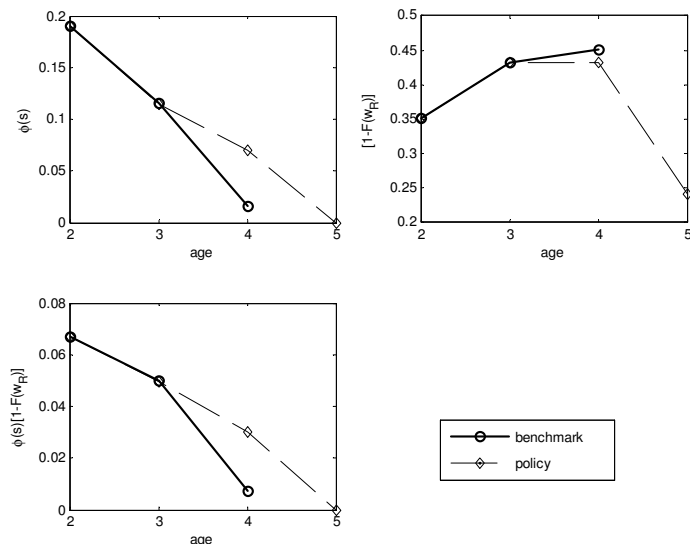 0.2
0.15
0.1
0.05
0
ϕ(s)
2 3 4 5
age
0.5
0.45
0.4
0.35
0.3
0.25
0.2
[1-F(w_R)]
2 3 4 5
age
0.08
0.06
0.04
0.02
0
ϕ(s)[1-F(w_R)]
2 3 4 5
age
benchmark
policy